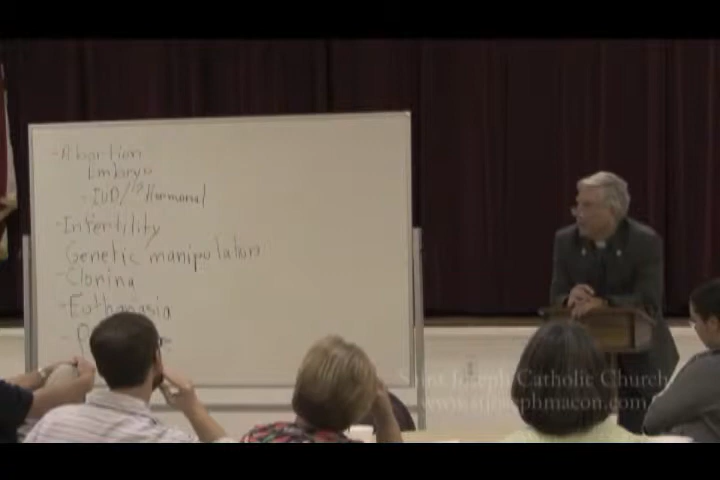 - Abortion
Embryo
- IUD/?? Hormonal
- Infertility
Genetic manipulation
- Cloning
- Euthanasia
Saint Joseph Catholic Church
www.stjosephmacon.com